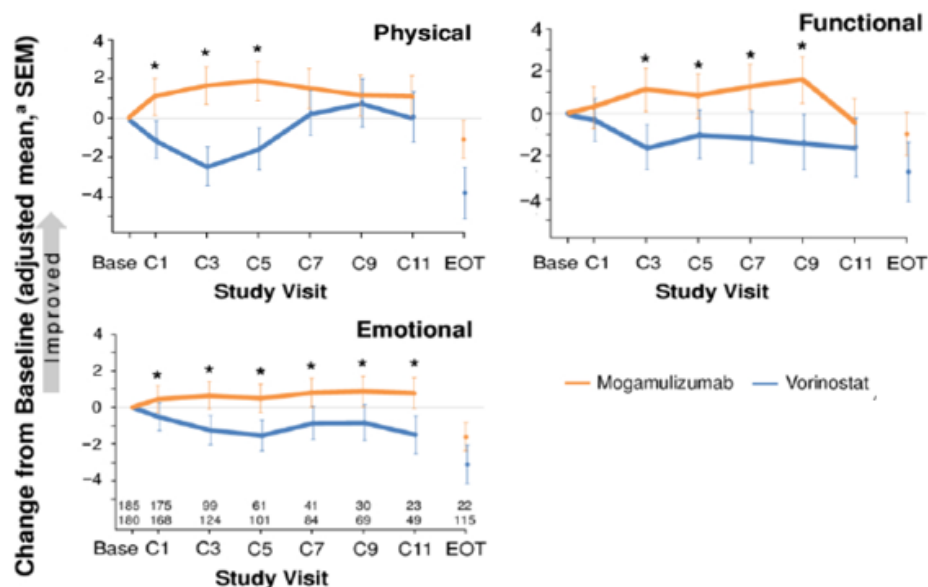 Change from Baseline (adjusted mean,ª SEM)
Improved
Physical
4
2
0
−2
−4
*
*
*
Base C1 C3 C5 C7 C9 C11 EOT
Study Visit
Functional
4
2
0
−2
−4
*
*
*
*
Base C1 C3 C5 C7 C9 C11 EOT
Study Visit
Emotional
4
2
0
−2
−4
*
*
*
*
*
*
185 175 99 61 41 30 23 22
180 168 124 101 84 69 49 115
Base C1 C3 C5 C7 C9 C11 EOT
Study Visit
Mogamulizumab Vorinostat